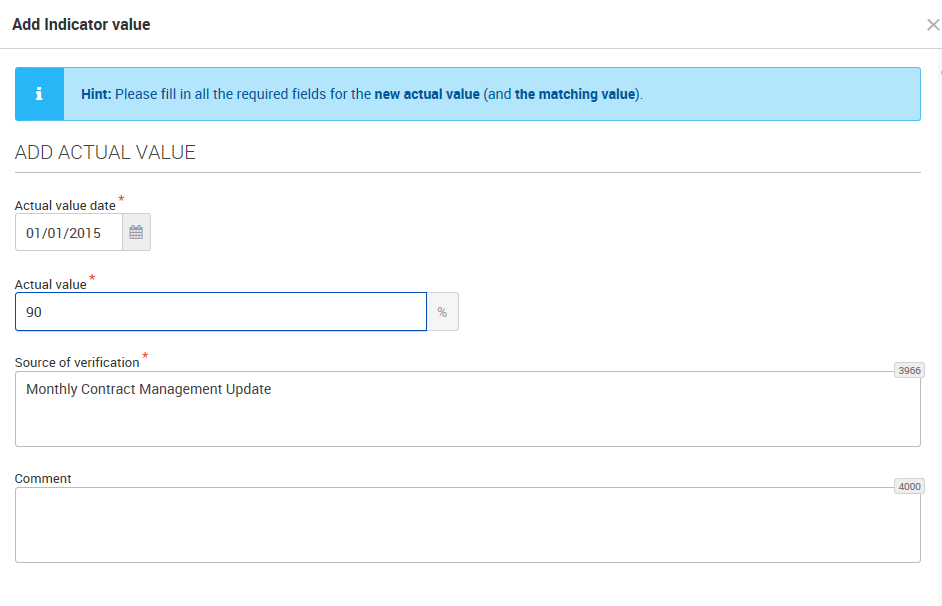 Add Indicator value
×
i
Hint: Please fill in all the required fields for the new actual value (and the matching value).
ADD ACTUAL VALUE
Actual value date *
01/01/2015
Actual value *
90 %
Source of verification *
3966
Monthly Contract Management Update
Comment
4000